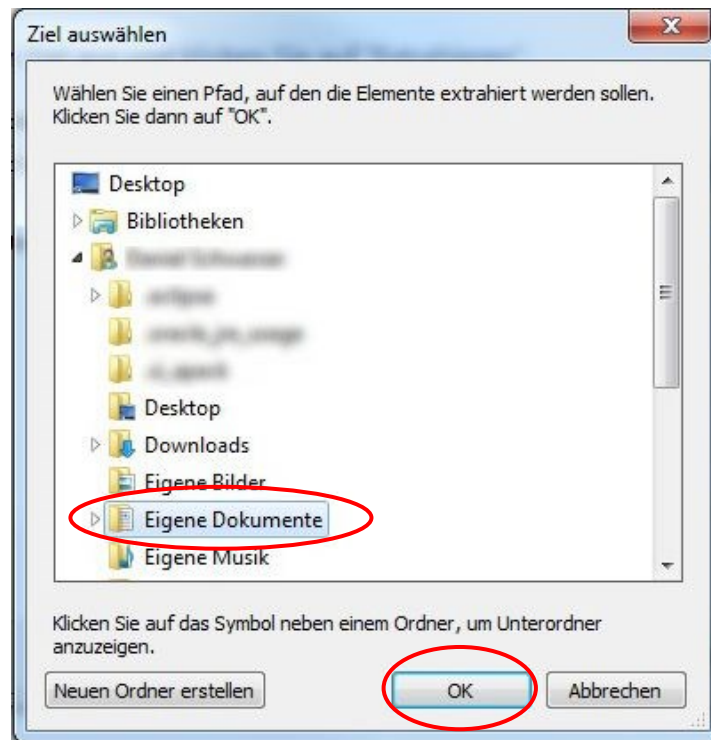 Ziel auswählen
Wählen Sie einen Pfad, auf den die Elemente extrahiert werden sollen.
Klicken Sie dann auf "OK".
Desktop
Bibliotheken
Desktop
Downloads
Eigene Bilder
Eigene Dokumente
Eigene Musik
Klicken Sie auf das Symbol neben einem Ordner, um Unterordner
anzuzeigen.
Neuen Ordner erstellen
OK
Abbrechen